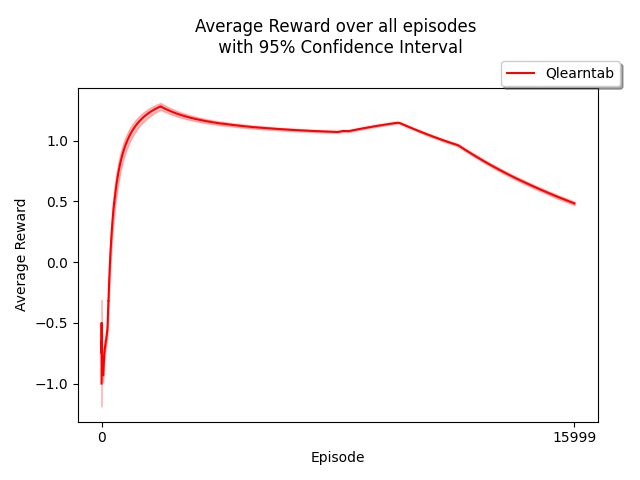 Average Reward over all episodes
with 95% Confidence Interval
Qlearntab
1.0
0.5
0.0
−0.5
−1.0
Average Reward
0
15999
Episode